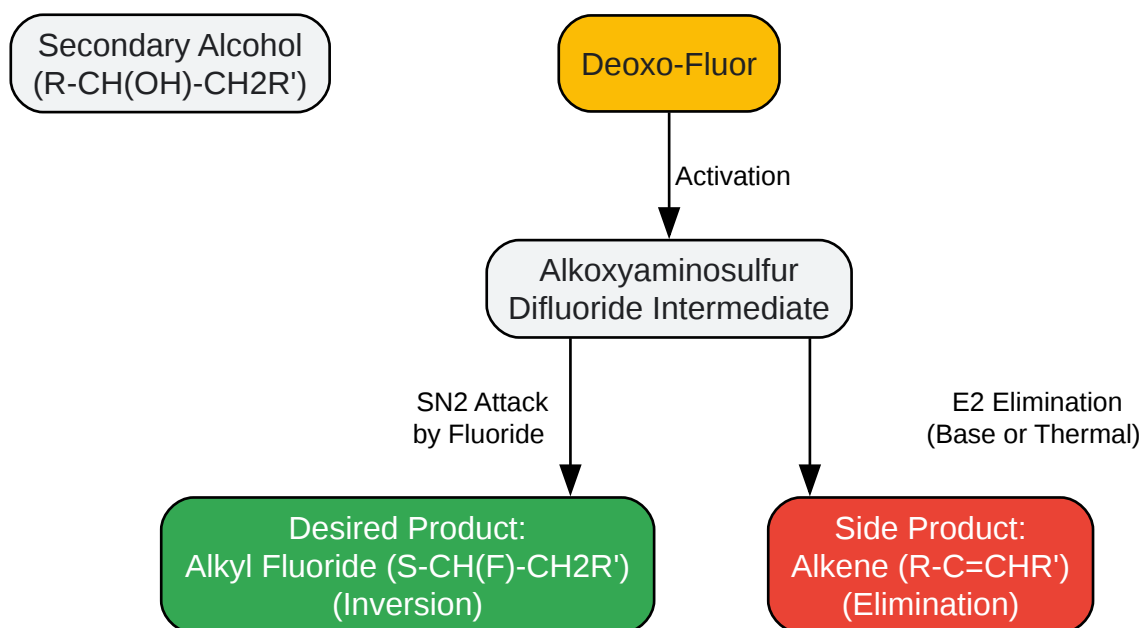 Secondary Alcohol
(R-CH(OH)-CH2R')
Deoxo-Fluor
Activation
Alkoxyaminosulfur
Difluoride Intermediate
SN2 Attack
by Fluoride
E2 Elimination
(Base or Thermal)
Desired Product:
Alkyl Fluoride (S-CH(F)-CH2R')
(Inversion)
Side Product:
Alkene (R-C=CHR')
(Elimination)